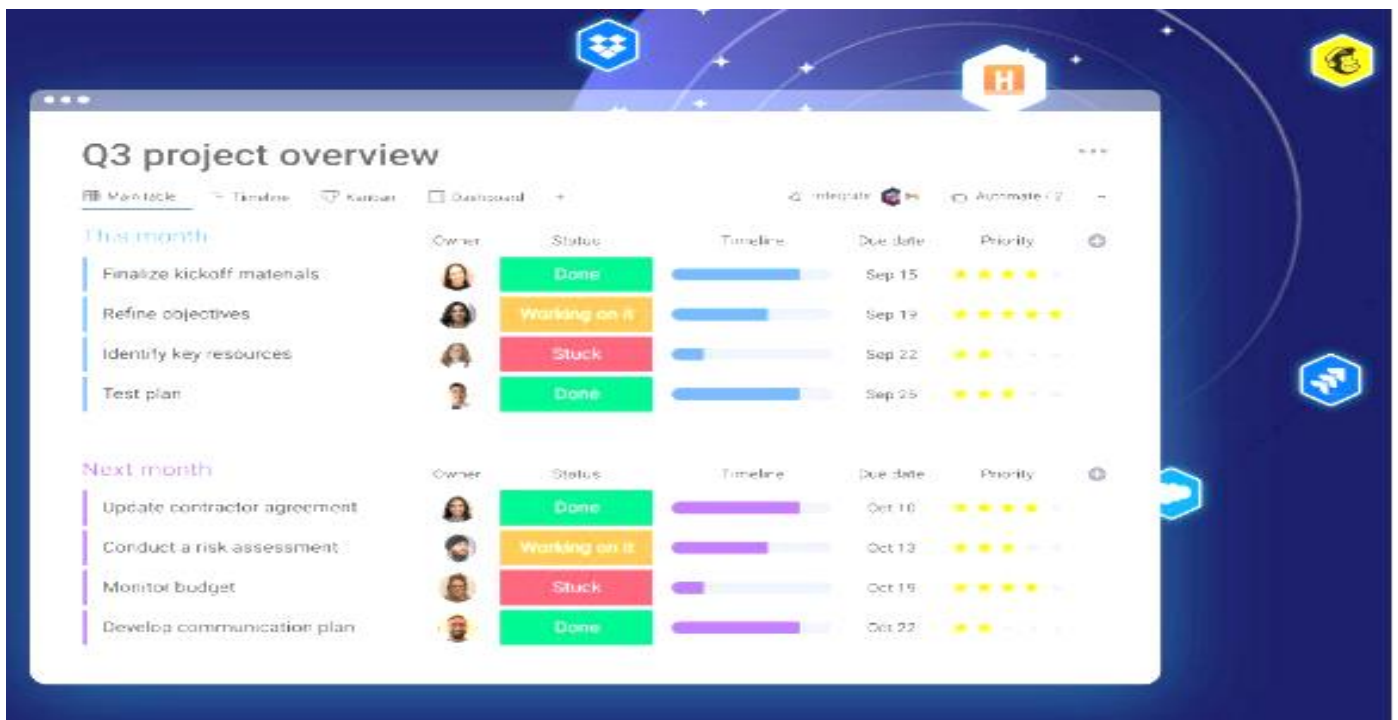 H
Q3 project overview
Main table Timeline Kanban Dashboard + Integrate Automate / 2
This month Owner Status Timeline Due date Priority
Finalize kickoff materials Done Sep 15
Refine objectives Working on it Sep 19
Identify key resources Stuck Sep 22
Test plan Done Sep 25
Next month Owner Status Timeline Due date Priority
Update contractor agreement Done Oct 10
Conduct a risk assessment Working on it Oct 13
Monitor budget Stuck Oct 19
Develop communication plan Done Oct 22